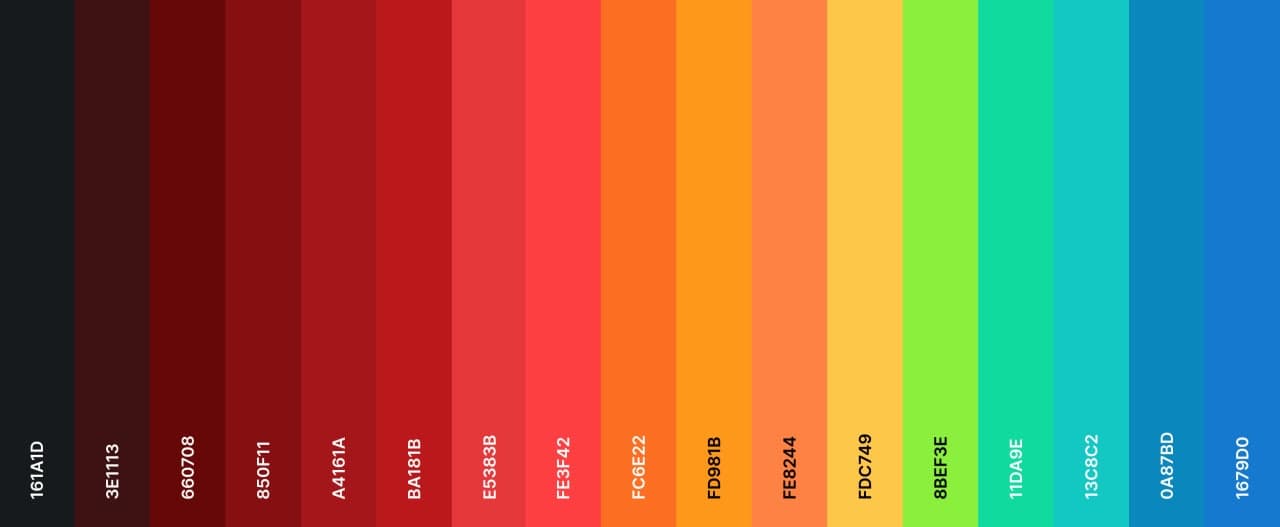 161A1D
3E1113
660708
850F11
A4161A
BA181B
E5383B
FE3F42
FC6E22
FD981B
FE8244
FDC749
8BEF3E
11DA9E
13C8C2
0A87BD
1679D0